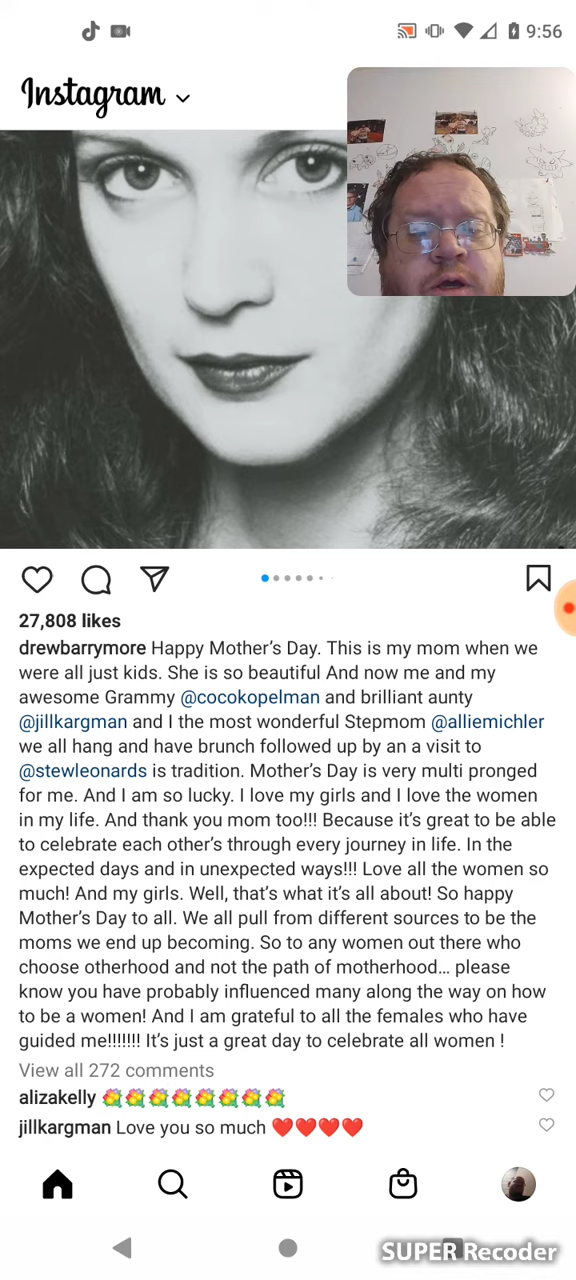 9:56
Instagram
27,808 likes
drewbarrymore Happy Mother’s Day. This is my mom when we
were all just kids. She is so beautiful And now me and my
awesome Grammy @cocokopelman and brilliant aunty
@jillkargman and I the most wonderful Stepmom @alliemichler
we all hang and have brunch followed up by an a visit to
@stewleonards is tradition. Mother’s Day is very multi pronged
for me. And I am so lucky. I love my girls and I love the women
in my life. And thank you mom too!!! Because it’s great to be able
to celebrate each other’s through every journey in life. In the
expected days and in unexpected ways!!! Love all the women so
much! And my girls. Well, that’s what it’s all about! So happy
Mother’s Day to all. We all pull from different sources to be the
moms we end up becoming. So to any women out there who
choose otherhood and not the path of motherhood... please
know you have probably influenced many along the way on how
to be a women! And I am grateful to all the females who have
guided me!!!!!!! It’s just a great day to celebrate all women !
View all 272 comments
alizakelly 💐💐💐💐💐💐💐💐
jillkargman Love you so much ❤️❤️❤️❤️
SUPER Recoder